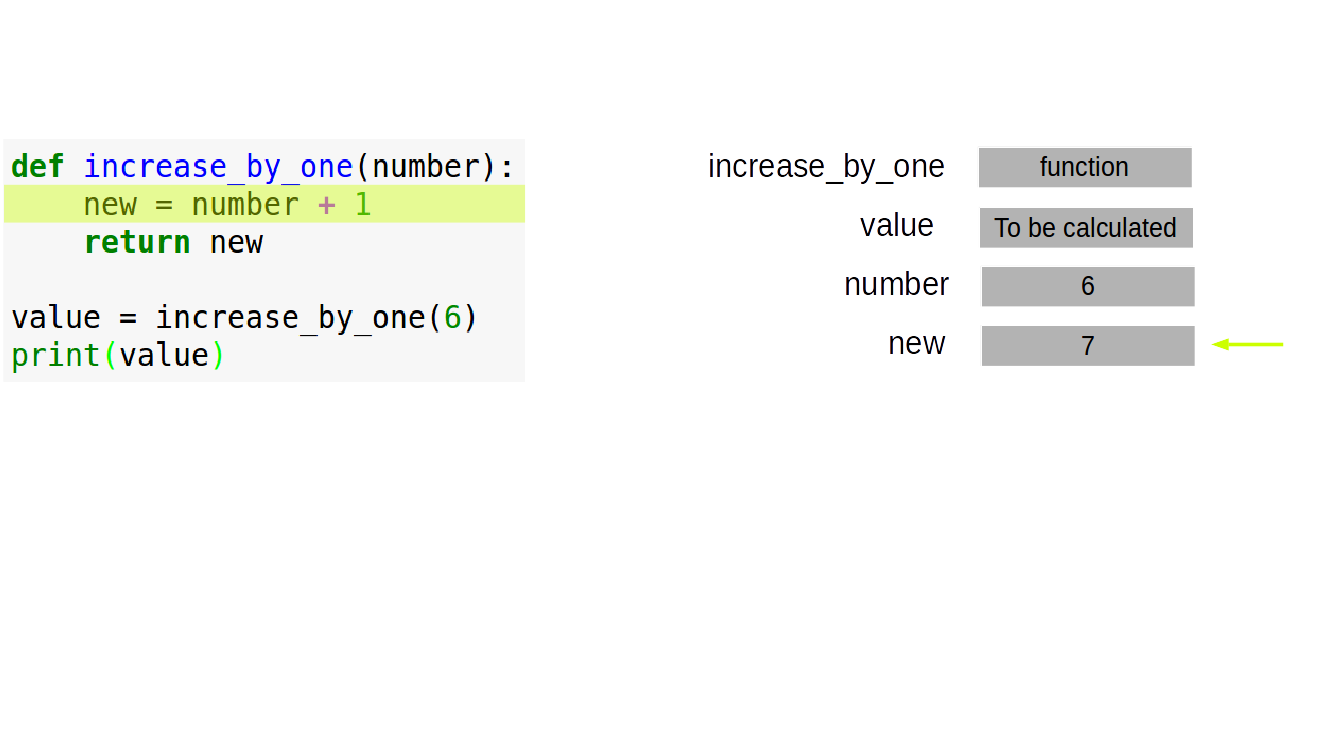 def increase_by_one(number):
    new = number + 1
    return new
value = increase_by_one(6)
print(value)
increase_by_one function
value To be calculated
number 6
new 7